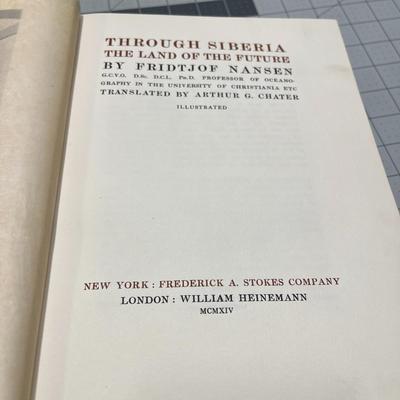 THROUGH SIBERIA
THE LAND OF THE FUTURE
BY FRIDTJOF NANSEN
G.C.V.O. D.Sc. D.C.L. Ph.D. PROFESSOR OF OCEANO-
GRAPHY IN THE UNIVERSITY OF CHRISTIANIA ETC
TRANSLATED BY ARTHUR G. CHATER
ILLUSTRATED
NEW YORK : FREDERICK A. STOKES COMPANY
LONDON : WILLIAM HEINEMANN
MCMXIV